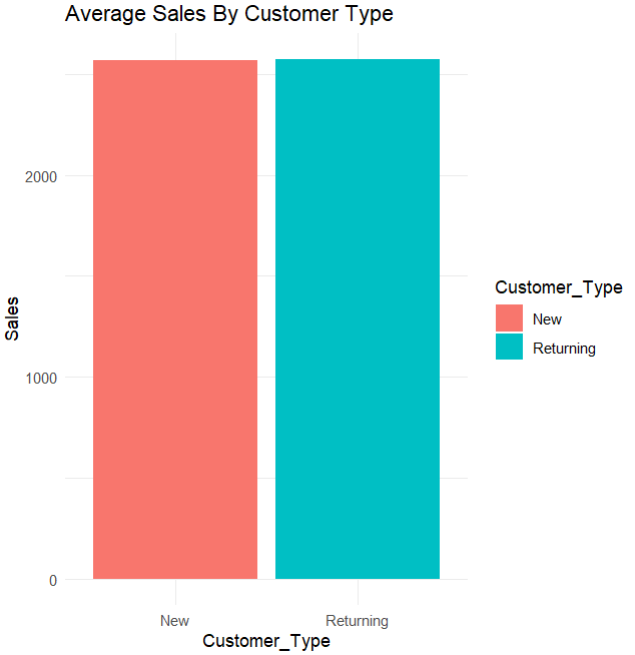 Average Sales By Customer Type
Sales
2000
1000
0
New
Returning
Customer_Type
Customer_Type
New
Returning